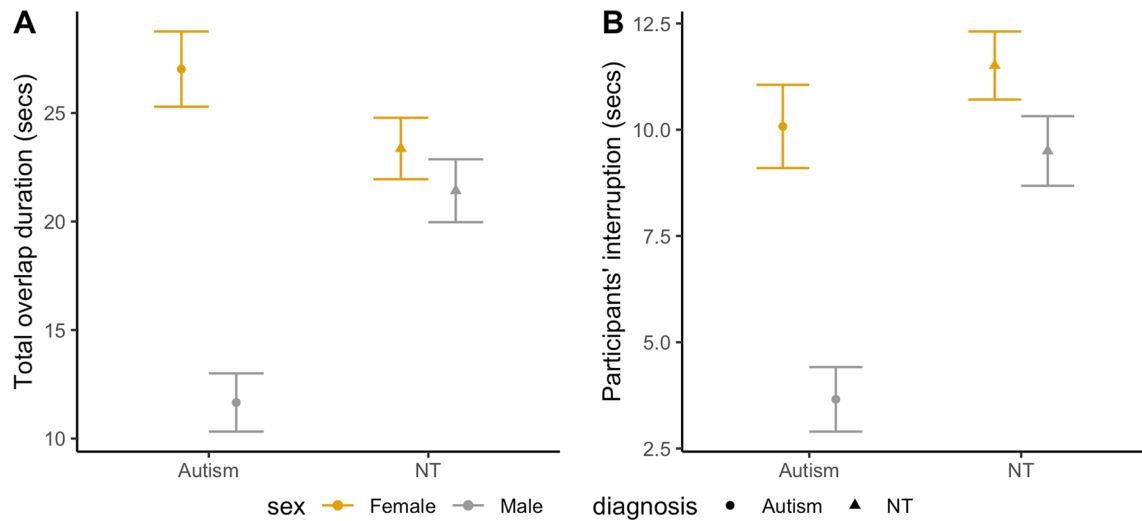 A
Total overlap duration (secs)
25
20
15
10
Autism NT
B
Participants' interruption (secs)
12.5
10.0
7.5
5.0
2.5
Autism NT
sex Female Male diagnosis Autism NT